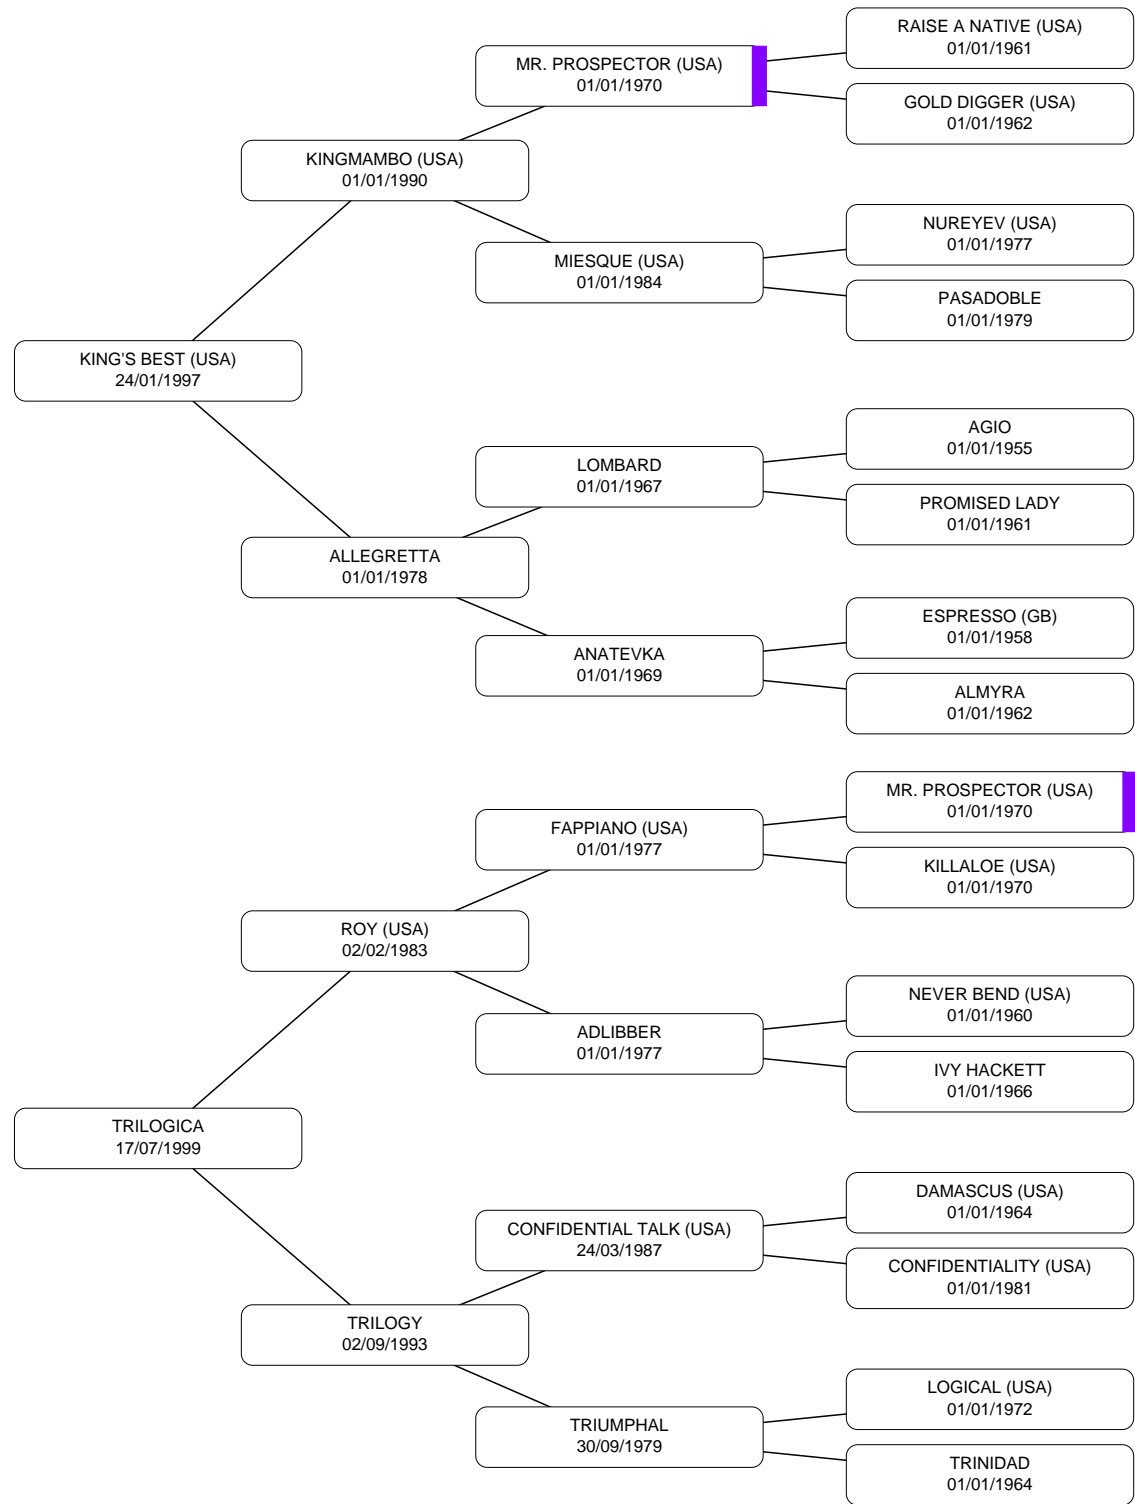 RAISE A NATIVE (USA)
01/01/1961
MR. PROSPECTOR (USA)
01/01/1970
GOLD DIGGER (USA)
01/01/1962
KINGMAMBO (USA)
01/01/1990
NUREYEV (USA)
01/01/1977
MIESQUE (USA)
01/01/1984
PASADOBLE
01/01/1979
KING'S BEST (USA)
24/01/1997
AGIO
01/01/1955
LOMBARD
01/01/1967
PROMISED LADY
01/01/1961
ALLEGRETTA
01/01/1978
ESPRESSO (GB)
01/01/1958
ANATEVKA
01/01/1969
ALMYRA
01/01/1962
MR. PROSPECTOR (USA)
01/01/1970
FAPPIANO (USA)
01/01/1977
KILLALOE (USA)
01/01/1970
ROY (USA)
02/02/1983
NEVER BEND (USA)
01/01/1960
ADLIBBER
01/01/1977
IVY HACKETT
01/01/1966
TRILOGICA
17/07/1999
DAMASCUS (USA)
01/01/1964
CONFIDENTIAL TALK (USA)
24/03/1987
CONFIDENTIALITY (USA)
01/01/1981
TRILOGY
02/09/1993
LOGICAL (USA)
01/01/1972
TRIUMPHAL
30/09/1979
TRINIDAD
01/01/1964